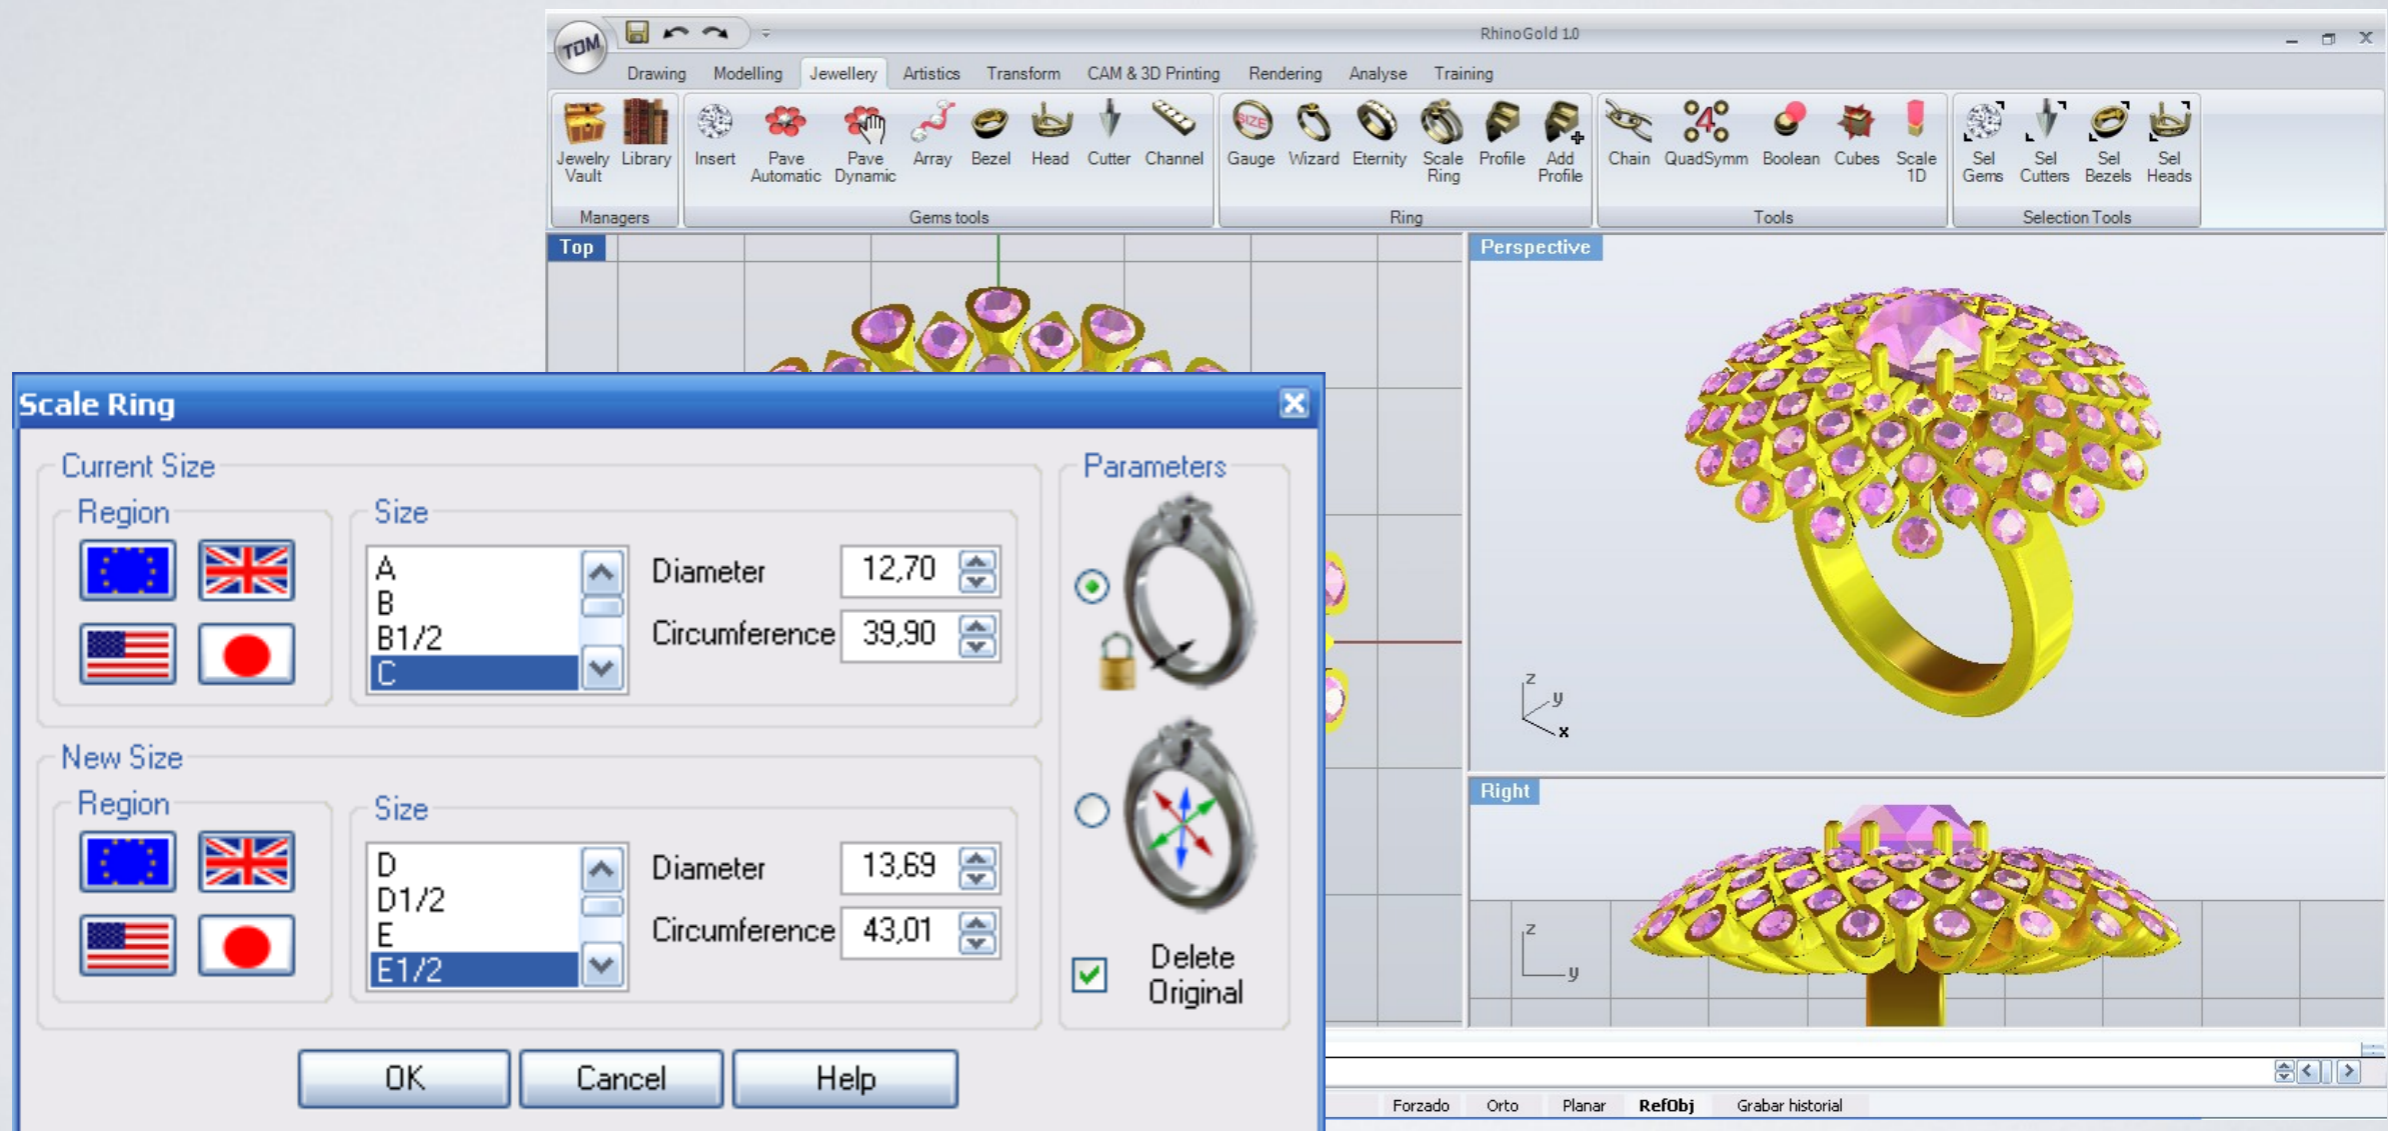 TDM
RhinoGold 1.0
Drawing Modelling Jewellery Artistics Transform CAM & 3D Printing Rendering Analyse Training
SIZE 4
Jewelry Vault Library Insert Pave Automatic Pave Dynamic Array Bezel Head Cutter Channel Gauge Wizard Eternity Scale Ring Profile Add Profile Chain QuadSymm Boolean Cubes Scale 1D Sel Gems Sel Cutters Sel Bezels Sel Heads
Managers Gems tools Ring Tools Selection Tools
Top
Perspective
z
y
x
Right
z
y
Scale Ring
Current Size
Region
Size
A
B
B1/2
C
Diameter 12,70
Circumference 39,90
New Size
Region
Size
D
D1/2
E
E1/2
Diameter 13,69
Circumference 43,01
Parameters
Delete
Original
OK Cancel Help
Forzado Orto Planar RefObj Grabar historial